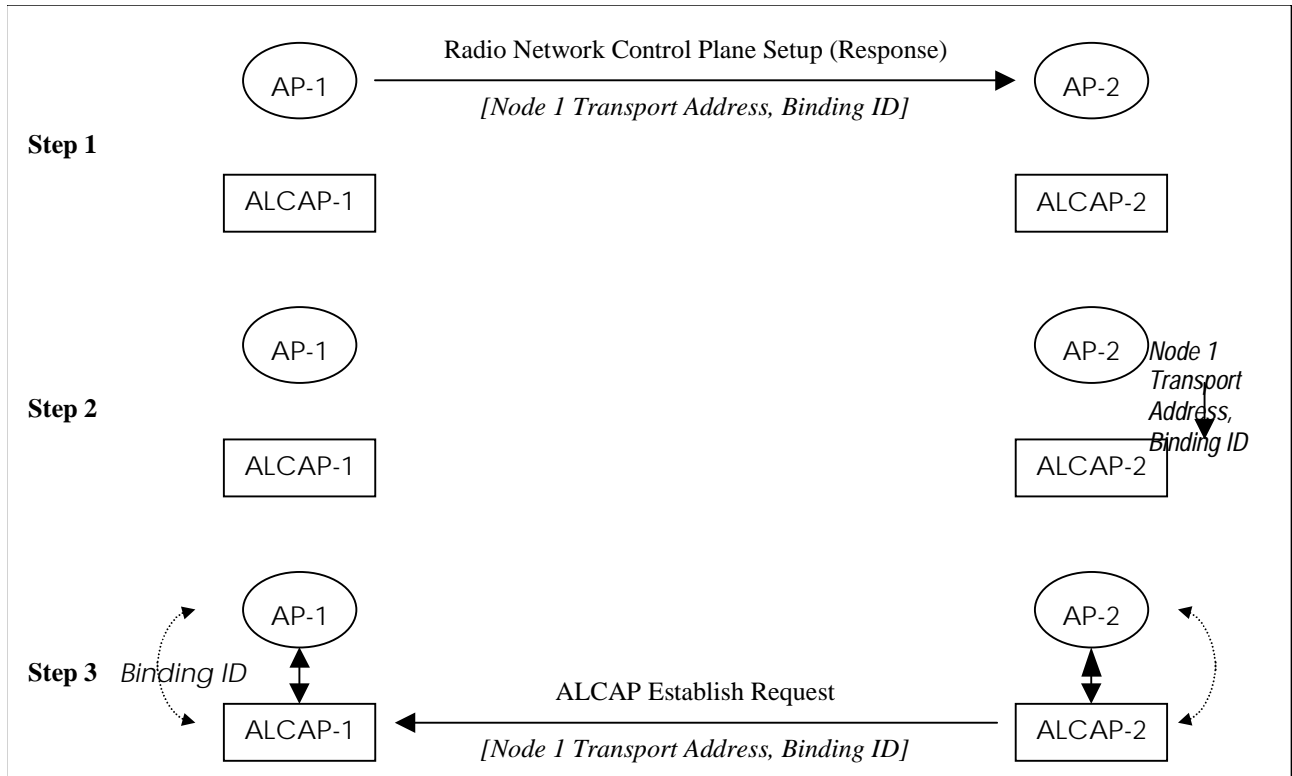 Radio Network Control Plane Setup (Response)
AP-1
AP-2
[Node 1 Transport Address, Binding ID]
Step 1
ALCAP-1
ALCAP-2
AP-1
AP-2
Node 1
Transport
Address,
Binding ID
Step 2
ALCAP-1
ALCAP-2
AP-1
AP-2
Step 3
Binding ID
ALCAP Establish Request
ALCAP-1
ALCAP-2
[Node 1 Transport Address, Binding ID]